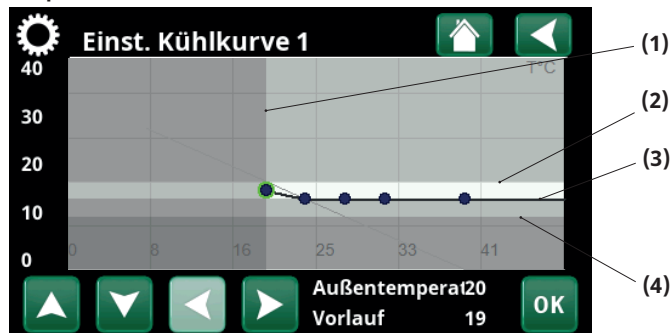 Einst. Kühlkurve 1
T°C
40
30
20
10
0
0 8 16 25 33 41
Außentemperat20
Vorlauf 19
OK
(1)
(2)
(3)
(4)